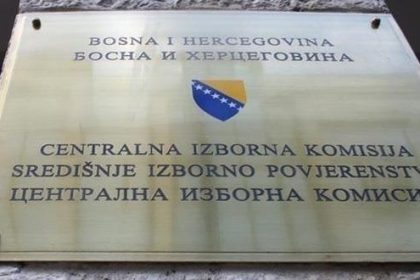 BOSNA I HERCEGOVINA
БОСНА И ХЕРЦЕГОВИНА
CENTRALNA IZBORNA KOMISIJA
SREDIŠNJE IZBORNO POVJERENSTV
ЦЕНТРАЛНА ИЗБОРНА КОМИСИ